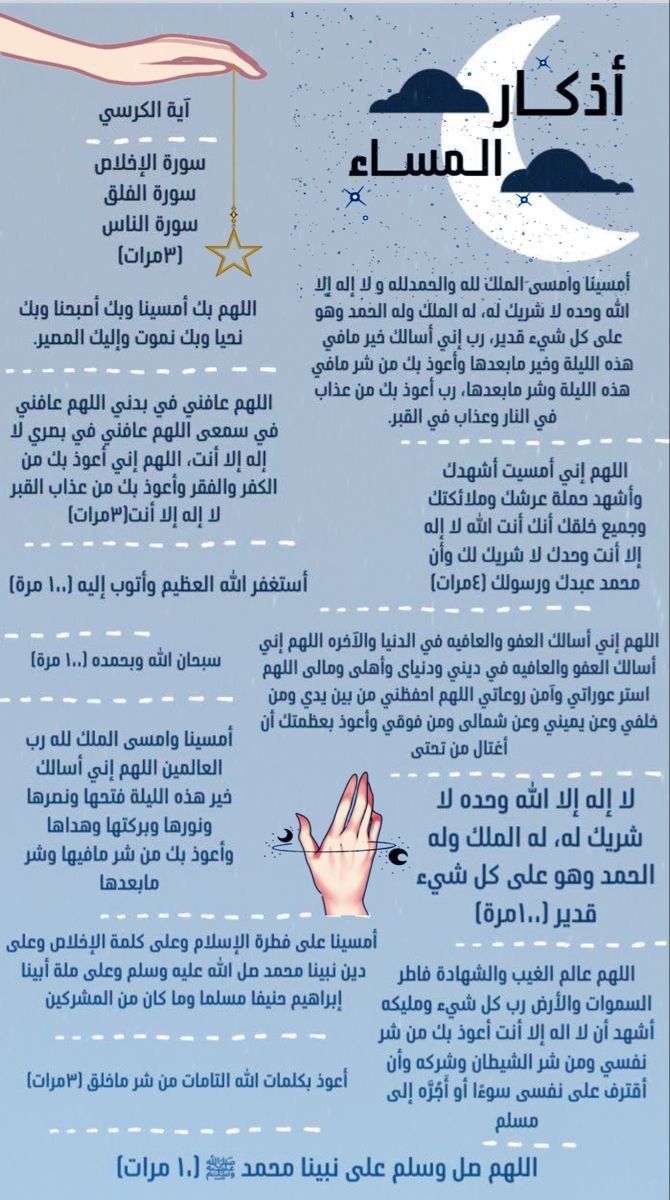 أذكـــار
الـمســـاء
أمسينا وامسى الملك لله والحمدلله و لا إله إلا
الله وحده لا شريك له، له الملك وله الحمد وهو
على كل شيء قدير، رب إني أسالك خير مافي
هذه الليلة وخير مابعدها وأعوذ بك من شر مافي
هذه الليلة وشر مابعدها، رب أعوذ بك من عذاب
في النار وعذاب في القبر.
اللهم إني أمسيت أشهدك
وأشهد حملة عرشك وملائكتك
وجميع خلقك أنك أنت الله لا إله
إلا أنت وحدك لا شريك لك وأن
محمد عبدك ورسولك (٤مرات)
اللهم إني أسالك العفو والعافيه في الدنيا والآخره اللهم إني
أسالك العفو والعافيه في ديني ودنياى وأهلى ومالى اللهم
استر عوراتي وآمن روعاتي اللهم احفظني من بين يدي ومن
خلفي وعن يميني وعن شمالى ومن فوقي وأعوذ بعظمتك أن
أغتال من تحتى
لا إله إلا الله وحده لا
شريك له، له الملك وله
الحمد وهو على كل شيء
قدير (١٠٠مرة)
اللهم عالم الغيب والشهادة فاطر
السموات والأرض رب كل شيء ومليكه
أشهد أن لا اله إلا أنت أعوذ بك من شر
نفسي ومن شر الشيطان وشركه وأن
أقترف على نفسى سوءًا أو أَجُرَّه إلى
مسلم
آية الكرسي
سورة الإخلاص
سورة الفلق
سورة الناس
(٣مرات)
اللهم بك أمسينا وبك أصبحنا وبك
نحيا وبك نموت وإليك المصير.
اللهم عافني في بدني اللهم عافني
في سمعى اللهم عافني في بصري لا
إله إلا أنت، اللهم إني أعوذ بك من
الكفر والفقر وأعوذ بك من عذاب القبر
لا إله إلا أنت(٣مرات)
أستغفر الله العظيم وأتوب إليه (١٠٠ مرة)
سبحان الله وبحمده (١٠٠ مرة)
أمسينا وامسى الملك لله رب
العالمين اللهم إني أسالك
خير هذه الليلة فتحها ونصرها
ونورها وبركتها وهداها
وأعوذ بك من شر مافيها وشر
مابعدها
أمسينا على فطرة الإسلام وعلى كلمة الإخلاص وعلى
دين نبينا محمد صل الله عليه وسلم وعلى ملة أبينا
إبراهيم حنيفا مسلما وما كان من المشركين
أعوذ بكلمات الله التامات من شر ماخلق (٣مرات)
اللهم صل وسلم على نبينا محمد ﷺ (١٠ مرات)